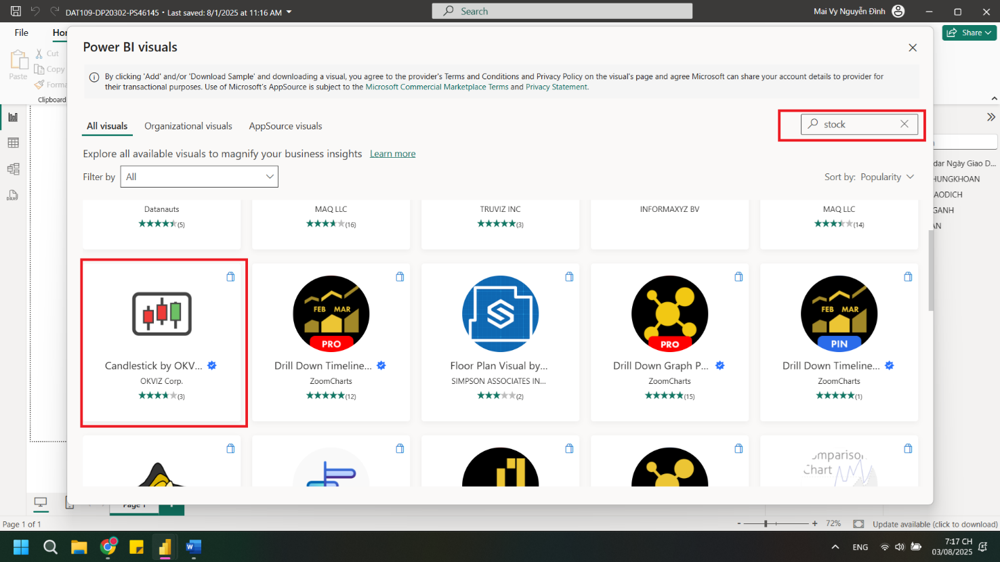 DAT109-DP20302-PS46145 • Last saved: 8/1/2025 at 11:16 AM
Search
Mai Vy Nguyễn Đình
File
Share
Cut
Copy
Paste
Clipboard
Power BI visuals
By clicking 'Add' and/or 'Download Sample' and downloading a visual, you agree to the provider's Terms and Conditions and Privacy Policy on the visual's page and agree Microsoft can share your account details to provider for
their transactional purposes. Use of Microsoft's AppSource is subject to the Microsoft Commercial Marketplace Terms and Privacy Statement.
All visuals
Organizational visuals
AppSource visuals
stock
Explore all available visuals to magnify your business insights Learn more
Filter by All
Sort by: Popularity
dar Ngày Giao D...
HUNGKHOAN
AODICH
GANH
Datanauts
(5)
MAQ LLC
(16)
TRUVIZ INC
(3)
INFORMAXYZ BV
MAQ LLC
(14)
Candlestick by OKV...
OKVIZ Corp.
(3)
FEB MAR
PRO
Drill Down Timeline...
ZoomCharts
(12)
Floor Plan Visual by...
SIMPSON ASSOCIATES IN...
(2)
PRO
Drill Down Graph P...
ZoomCharts
(15)
FEB MAR
PIN
Drill Down Timeline...
ZoomCharts
(1)
Chart
DAX
Page 1
Page 1 of 1
- + 72%
Update available (click to download)
ENG
7:17 CH
03/08/2025